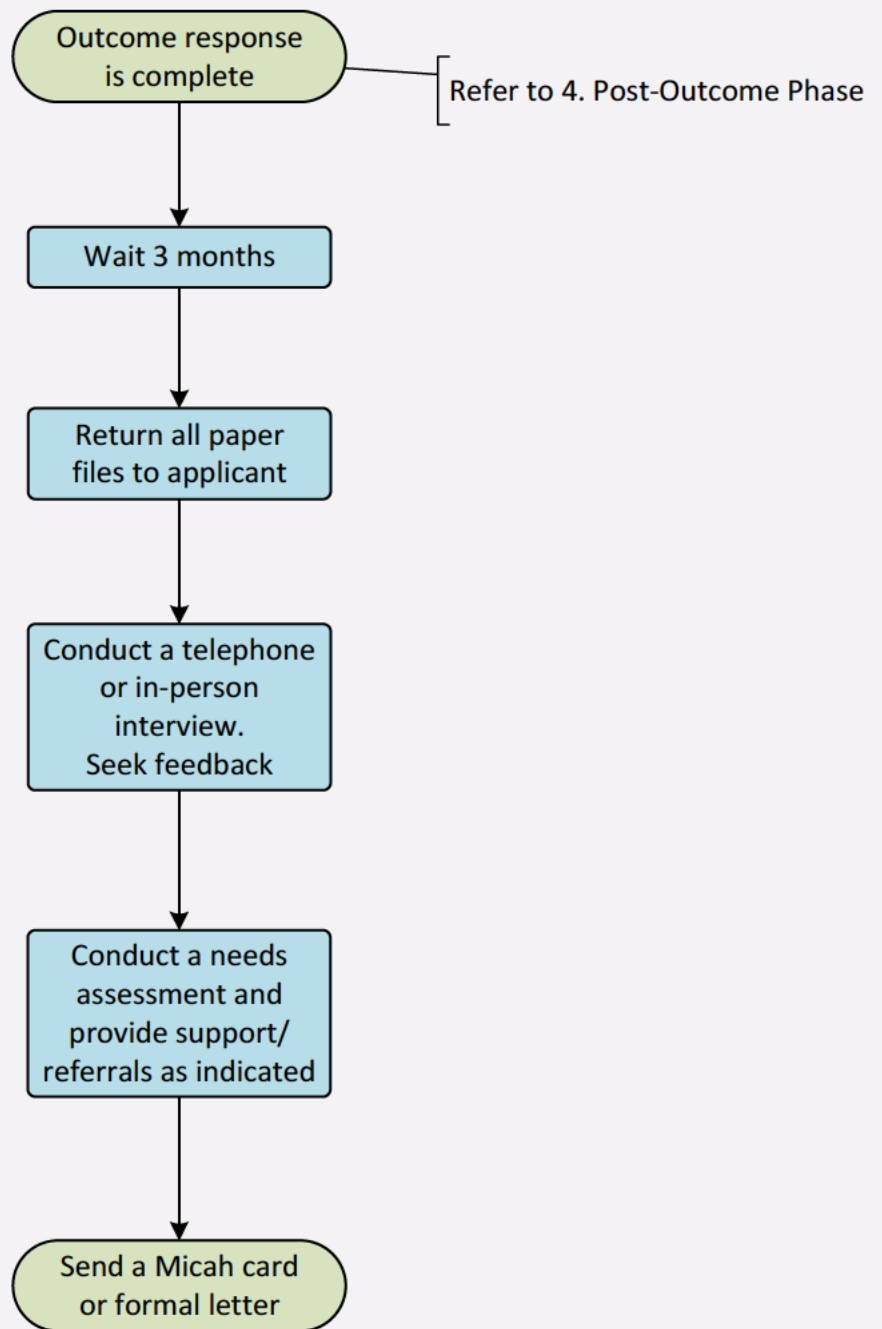 Outcome response
is complete
Refer to 4. Post-Outcome Phase
Wait 3 months
Return all paper
files to applicant
Conduct a telephone
or in-person
interview.
Seek feedback
Conduct a needs
assessment and
provide support/
referrals as indicated
Send a Micah card
or formal letter